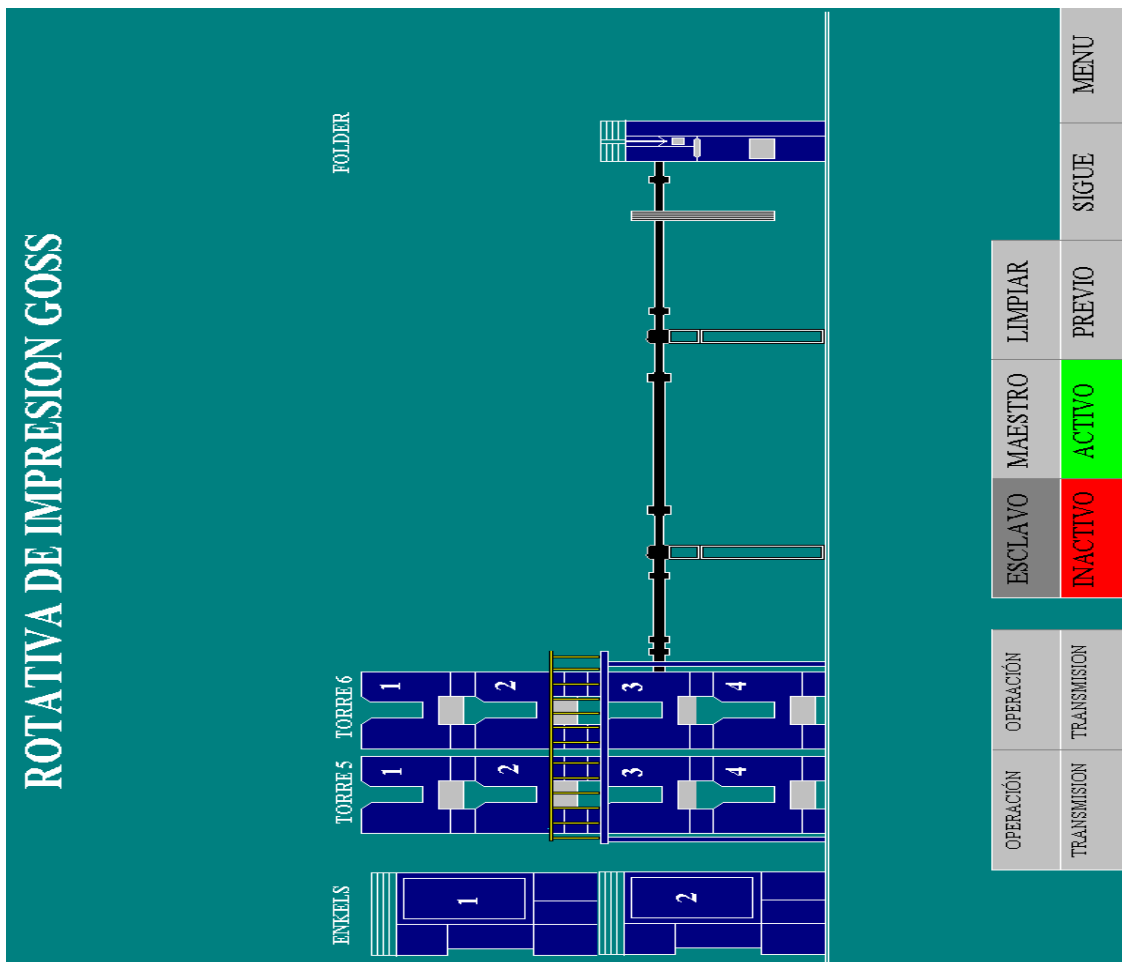 ROTATIVA DE IMPRESION GOSS
ENKELS
TORRE 5
TORRE 6
FOLDER
1
1
1
2
2
2
3
3
4
4
OPERACIÓN
OPERACIÓN
ESCLAVO
MAESTRO
LIMPIAR
TRANSMISION
TRANSMISION
INACTIVO
ACTIVO
PREVIO
SIGUE
MENU